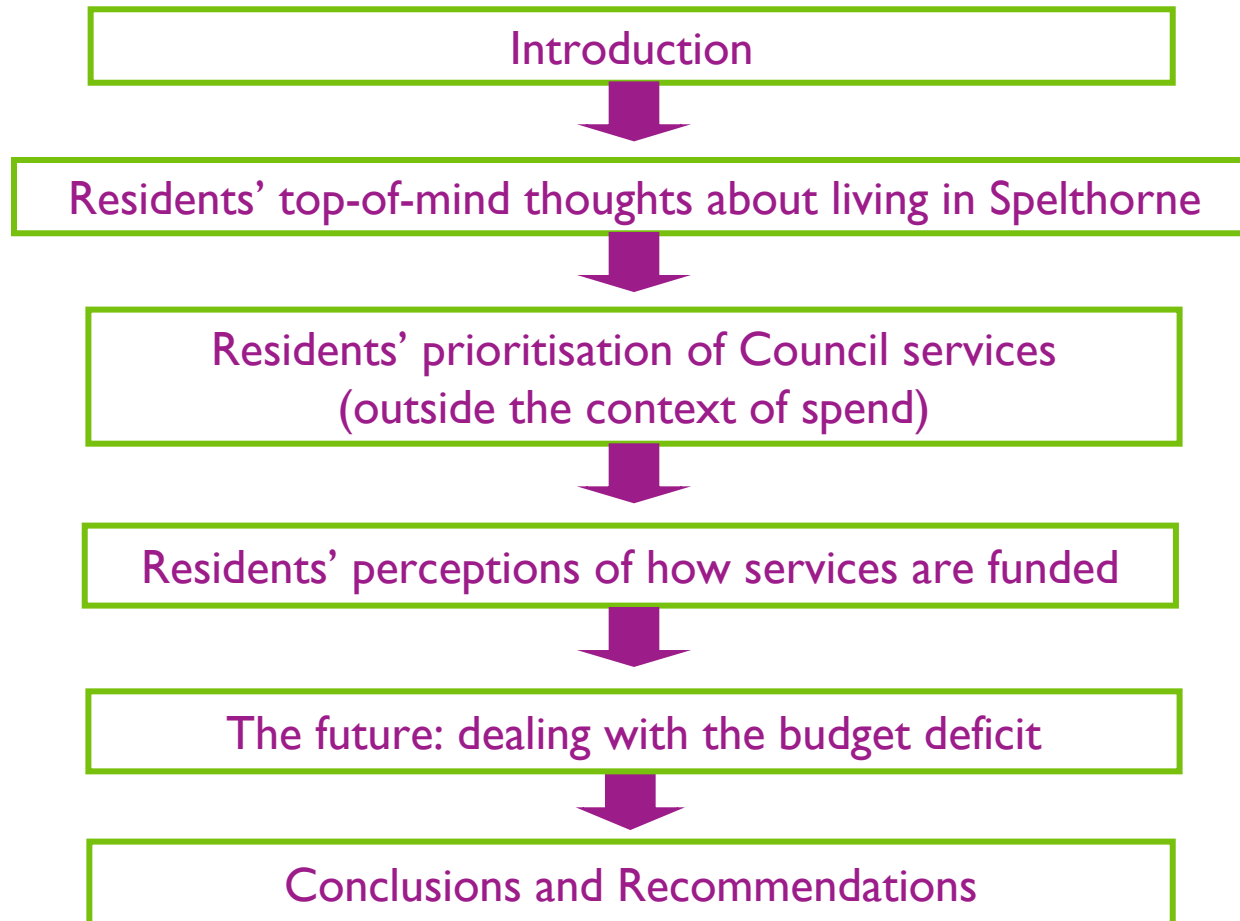 Introduction
Residents’ top-of-mind thoughts about living in Spelthorne
Residents’ prioritisation of Council services
(outside the context of spend)
Residents’ perceptions of how services are funded
The future: dealing with the budget deficit
Conclusions and Recommendations